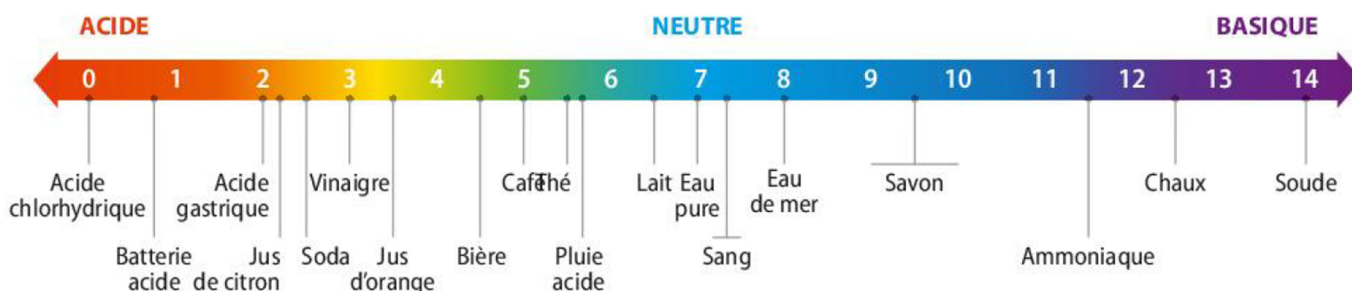 ACIDE NEUTRE BASIQUE
0 1 2 3 4 5 6 7 8 9 10 11 12 13 14
Acide
chlorhydrique
Batterie
acide
Acide
gastrique
Jus
de citron
Soda
Vinaigre
Jus
d’orange
Bière
Café
Thé
Pluie
acide
Lait
Eau
pure
Sang
Eau
de mer
Savon
Ammoniaque
Chaux
Soude